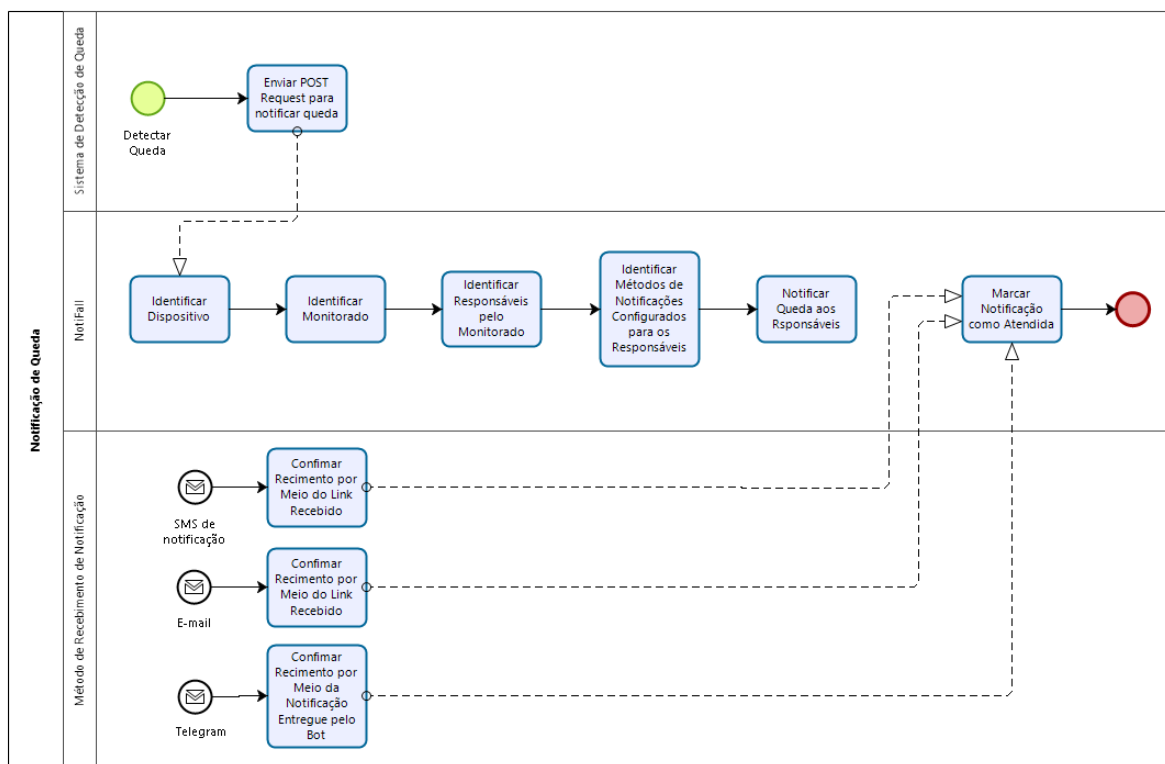 Notificação de Queda
Sistema de Detecção de Queda
Detectar
Queda
Enviar POST
Request para
notificar queda
NotiFall
Identificar
Dispositivo
Identificar
Monitorado
Identificar
Responsáveis
pelo
Monitorado
Identificar
Métodos de
Notificações
Configurados
para os
Responsáveis
Notificar
Queda aos
Rsponsáveis
Marcar
Notificação
como Atendida
Método de Recebimento de Notificação
SMS de
notificação
Confimar
Recimento por
Meio do Link
Recebido
E-mail
Confimar
Recimento por
Meio do Link
Recebido
Telegram
Confimar
Recimento por
Meio da
Notificação
Entregue pelo
Bot